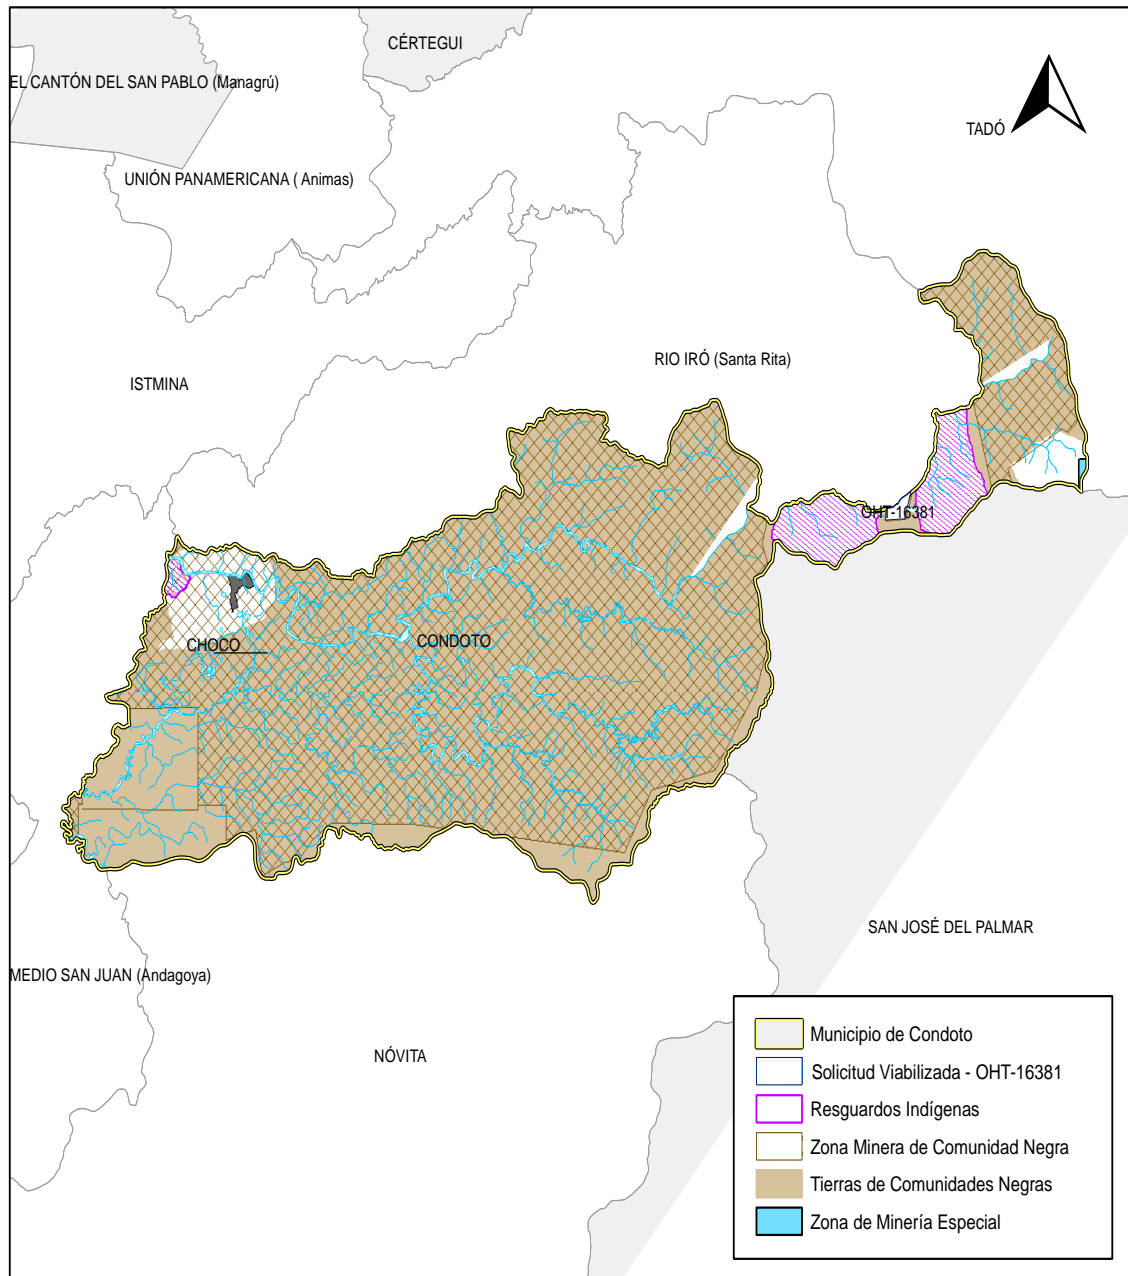 CÉRTEGUI
EL CANTÓN DEL SAN PABLO (Managrú)
TADÓ
UNIÓN PANAMERICANA ( Animas)
RIO IRÓ (Santa Rita)
ISTMINA
OHT-16381
CHOCO
CONDOTO
SAN JOSÉ DEL PALMAR
MEDIO SAN JUAN (Andagoya)
NÓVITA
Municipio de Condoto
Solicitud Viabilizada - OHT-16381
Resguardos Indígenas
Zona Minera de Comunidad Negra
Tierras de Comunidades Negras
Zona de Minería Especial